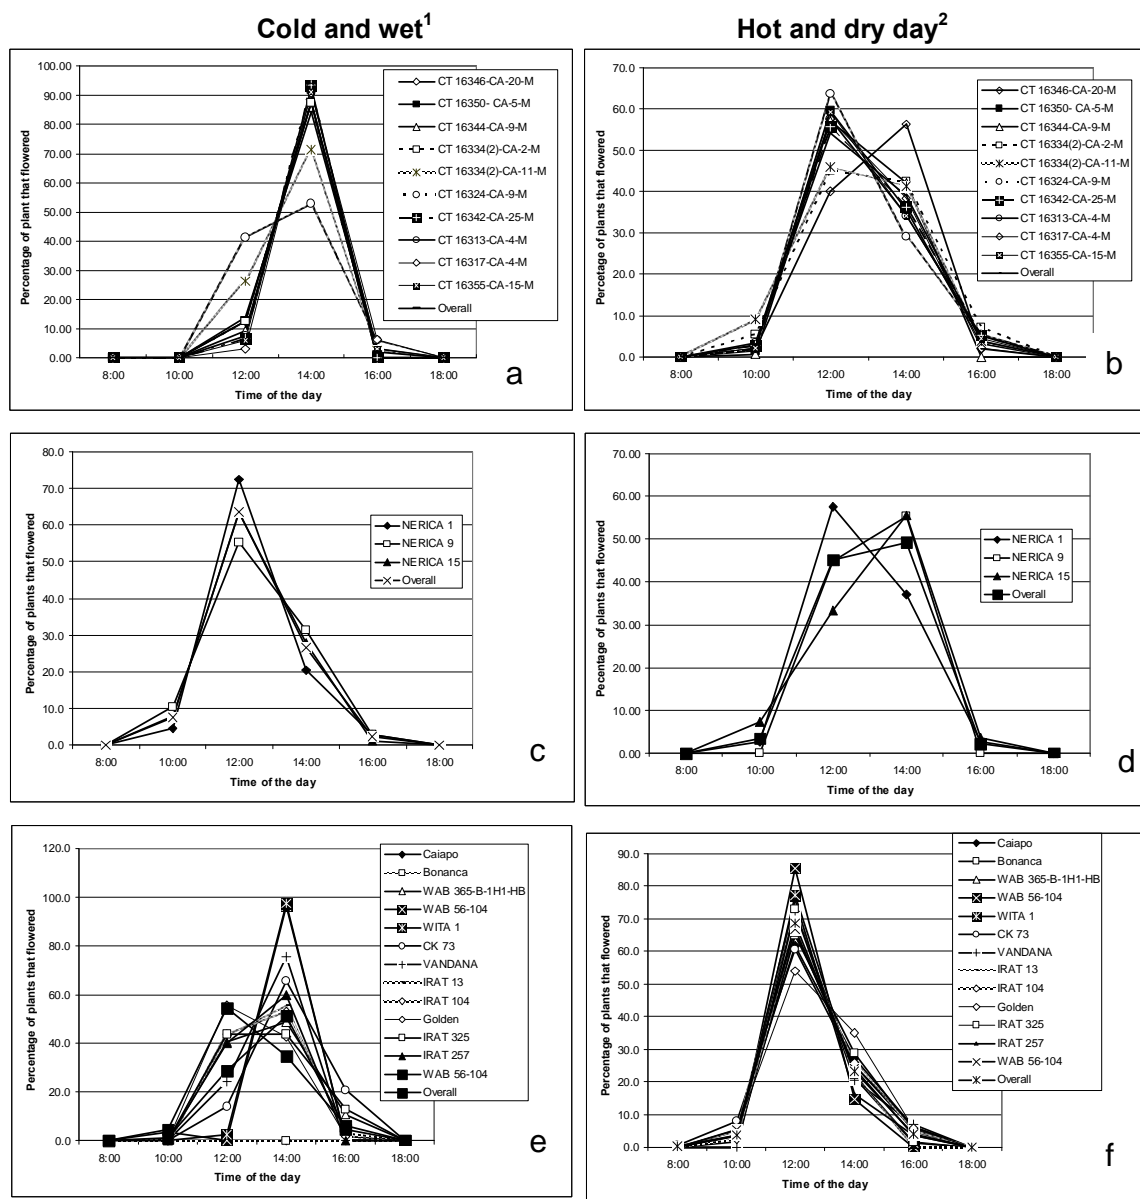 Cold and wet1
Hot and dry day2
100.00
90.00
80.00
70.00
60.00
50.00
40.00
30.00
20.00
10.00
0.00
Percentage of plant that flowered
8:00 10:00 12:00 14:00 16:00 18:00
Time of the day
CT 16346-CA-20-M
CT 16350- CA-5-M
CT 16344-CA-9-M
CT 16334(2)-CA-2-M
CT 16334(2)-CA-11-M
CT 16324-CA-9-M
CT 16342-CA-25-M
CT 16313-CA-4-M
CT 16317-CA-4-M
CT 16355-CA-15-M
Overall
a
70.0
60.0
50.0
40.0
30.0
20.0
10.0
0.0
Percetage of plants that flowered
8:00 10:00 12:00 14:00 16:00 18:00
Time of the day
CT 16346-CA-20-M
CT 16350- CA-5-M
CT 16344-CA-9-M
CT 16334(2)-CA-2-M
CT 16334(2)-CA-11-M
CT 16324-CA-9-M
CT 16342-CA-25-M
CT 16313-CA-4-M
CT 16317-CA-4-M
CT 16355-CA-15-M
Overall
b
80.0
70.0
60.0
50.0
40.0
30.0
20.0
10.0
0.0
Percentage of plants that flowered
8:00 10:00 12:00 14:00 16:00 18:00
Time of the day
NERICA 1
NERICA 9
NERICA 15
Overall
c
70.00
60.00
50.00
40.00
30.00
20.00
10.00
0.00
Percentage of plants that flowered
8:00 10:00 12:00 14:00 16:00 18:00
Time of the day
NERICA 1
NERICA 9
NERICA 15
Overall
d
120.0
100.0
80.0
60.0
40.0
20.0
0.0
Percentage of plants that flowered
8:00 10:00 12:00 14:00 16:00 18:00
Time of the day
Caiapo
Bonanca
WAB 365-B-1H1-HB
WAB 56-104
WITA 1
CK 73
VANDANA
IRAT 13
IRAT 104
Golden
IRAT 325
IRAT 257
WAB 56-104
Overall
e
90.0
80.0
70.0
60.0
50.0
40.0
30.0
20.0
10.0
0.0
Percentage of plants that flowered
8:00 10:00 12:00 14:00 16:00 18:00
Time of the day
Caiapo
Bonanca
WAB 365-B-1H1-HB
WAB 56-104
WITA 1
CK 73
VANDANA
IRAT 13
IRAT 104
Golden
IRAT 325
IRAT 257
WAB 56-104
Overall
f